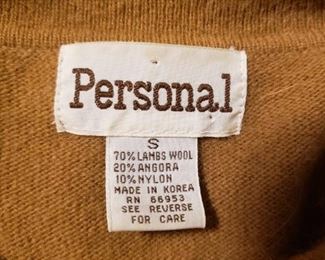 Personal
S
70% LAMBS WOOL
20% ANGORA
10% NYLON
MADE IN KOREA
RN 66953
SEE REVERSE
FOR CARE